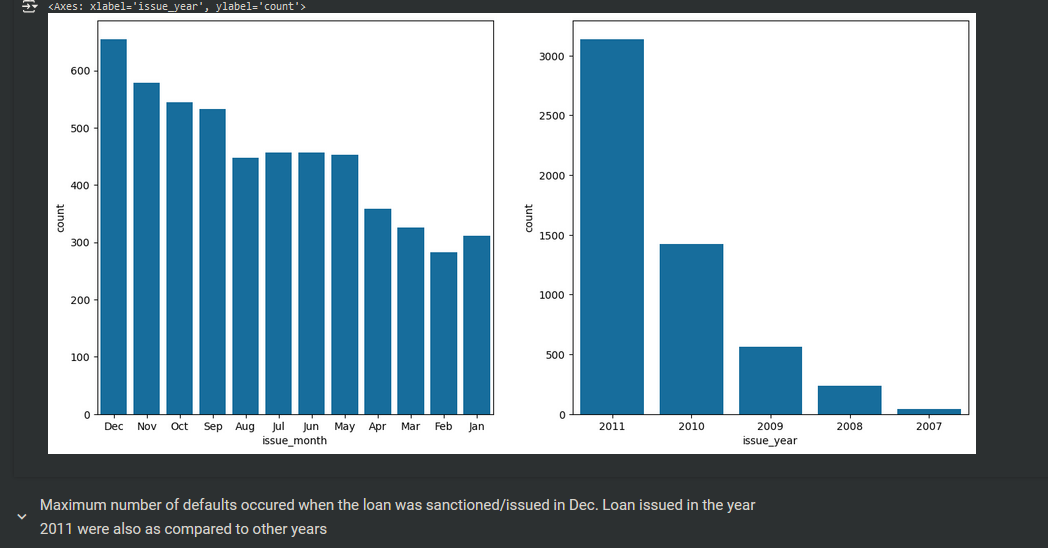 <Axes: xlabel='issue_year', ylabel='count'>
600
500
400
300
200
100
0
count
Dec Nov Oct Sep Aug Jul Jun May Apr Mar Feb Jan
issue_month
3000
2500
2000
1500
1000
500
0
count
2011 2010 2009 2008 2007
issue_year
Maximum number of defaults occured when the loan was sanctioned/issued in Dec. Loan issued in the year
2011 were also as compared to other years